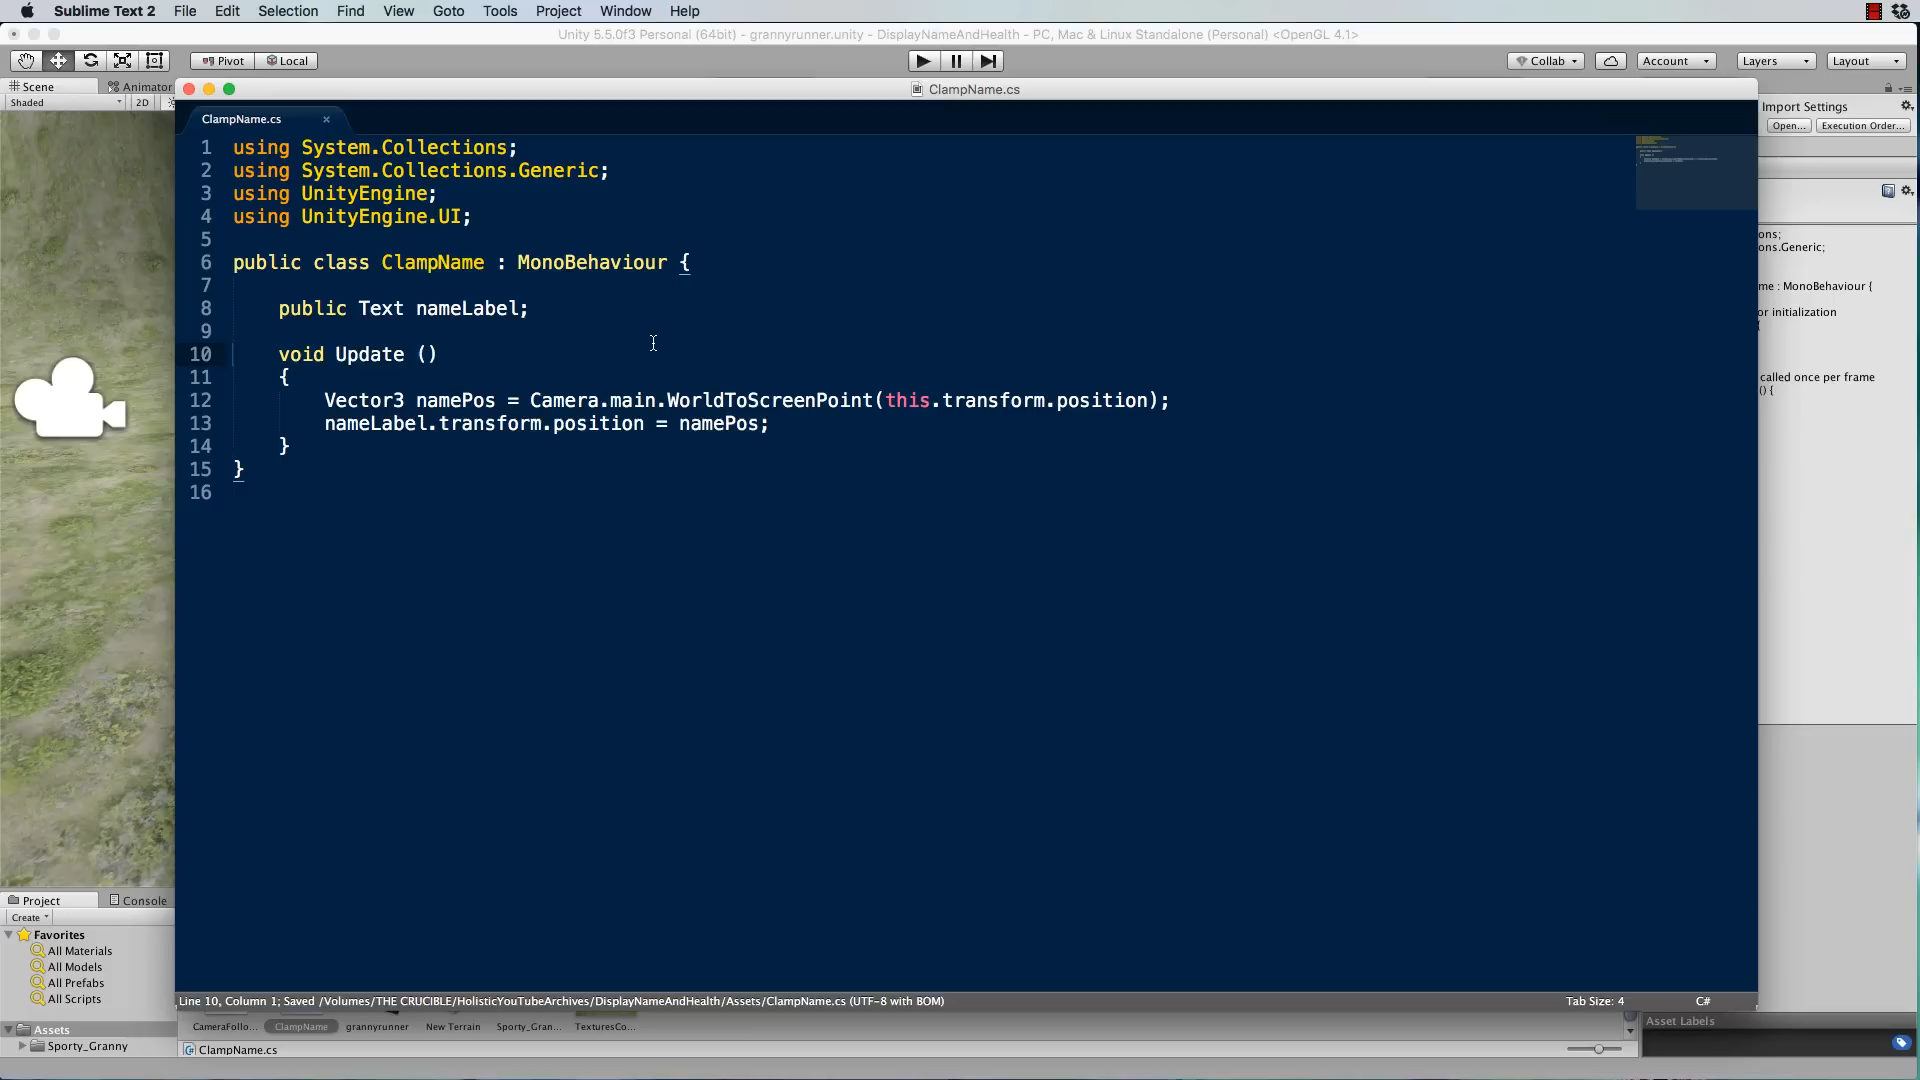 Sublime Text 2 File Edit Selection Find View Goto Tools Project Window Help
Unity 5.5.0f3 Personal (64bit) - grannyrunner.unity - DisplayNameAndHealth - PC, Mac & Linux Standalone (Personal) <OpenGL 4.1>
Pivot Local Collab Account Layers Layout
Scene Animator
Shaded 2D
ClampName.cs
Import Settings
Open... Execution Order...
ClampName.cs ×
1 using System.Collections;
2 using System.Collections.Generic;
3 using UnityEngine;
4 using UnityEngine.UI;
5
6 public class ClampName : MonoBehaviour {
7
8 public Text nameLabel;
9
10 void Update ()
11 {
12 Vector3 namePos = Camera.main.WorldToScreenPoint(this.transform.position);
13 nameLabel.transform.position = namePos;
14 }
15 }
16
ons;
ons.Generic;
me : MonoBehaviour {
or initialization
{
called once per frame
() {
Project Console
Create
Favorites
All Materials
All Models
All Prefabs
All Scripts
Assets
Sporty_Granny
Line 10, Column 1; Saved /Volumes/THE CRUCIBLE/HolisticYouTubeArchives/DisplayNameAndHealth/Assets/ClampName.cs (UTF-8 with BOM) Tab Size: 4 C#
CameraFollo... ClampName grannyrunner New Terrain Sporty_Gran... TexturesCo...
ClampName.cs
Asset Labels